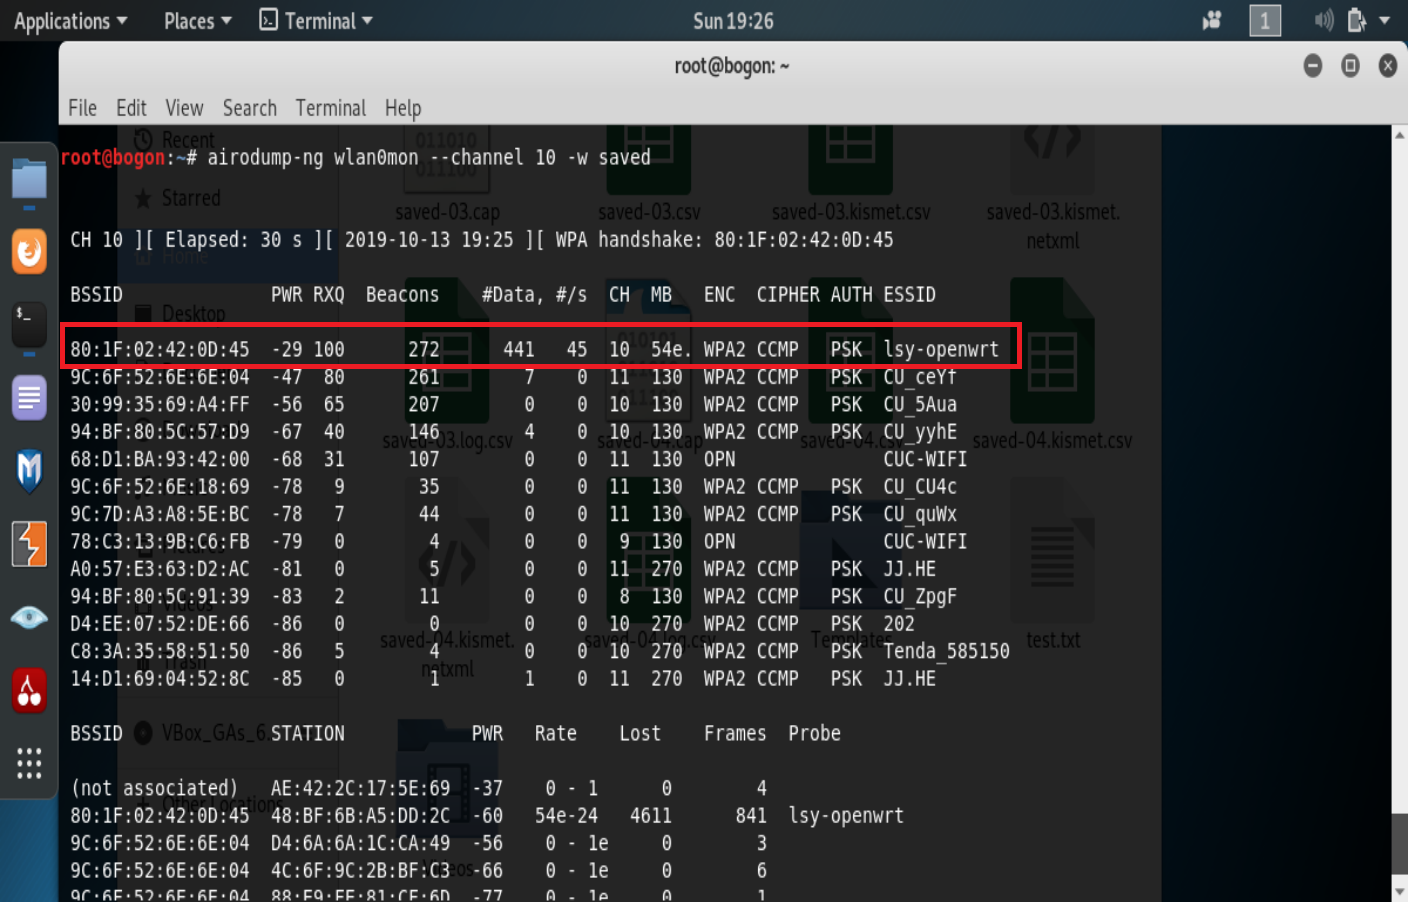 Applications Places Terminal Sun 19:26 1
root@bogon: ~
File Edit View Search Terminal Help
Recent
root@bogon:~# airodump-ng wlan0mon --channel 10 -w saved
Starred
saved-03.cap saved-03.csv saved-03.kismet.csv saved-03.kismet.
netxml
CH 10 ][ Elapsed: 30 s ][ 2019-10-13 19:25 ][ WPA handshake: 80:1F:02:42:0D:45
Home
BSSID PWR RXQ Beacons #Data, #/s CH MB ENC CIPHER AUTH ESSID
Desktop
80:1F:02:42:0D:45 -29 100 272 441 45 10 54e. WPA2 CCMP PSK lsy-openwrt
9C:6F:52:6E:6E:04 -47 80 261 7 0 11 130 WPA2 CCMP PSK CU_ceYf
30:99:35:69:A4:FF -56 65 207 0 0 10 130 WPA2 CCMP PSK CU_5Aua
94:BF:80:5C:57:D9 -67 40 146 4 0 10 130 WPA2 CCMP PSK CU_yyhE
saved-03.log.csv saved-04.cap saved-04.csv saved-04.kismet.csv
68:D1:BA:93:42:00 -68 31 107 0 0 11 130 OPN CUC-WIFI
9C:6F:52:6E:18:69 -78 9 35 0 0 11 130 WPA2 CCMP PSK CU_CU4c
9C:7D:A3:A8:5E:BC -78 7 44 0 0 11 130 WPA2 CCMP PSK CU_quWx
78:C3:13:9B:C6:FB -79 0 4 0 0 9 OPN CUC-WIFI
Pictures
A0:57:E3:63:D2:AC -81 0 5 0 0 11 270 WPA2 CCMP PSK JJ.HE
94:BF:80:5C:91:39 -83 2 11 0 0 8 130 WPA2 CCMP PSK CU_ZpgF
Videos
D4:EE:07:52:DE:66 -86 0 0 0 0 10 270 WPA2 CCMP PSK 202
saved-04.kismet.
netxml
saved-04.log.csv Templates test.txt
C8:3A:35:58:51:50 -86 5 4 0 0 10 270 WPA2 CCMP PSK Tenda_585150
Trash
14:D1:69:04:52:8C -85 0 1 1 0 11 270 WPA2 CCMP PSK JJ.HE
VBox_GAs_6.
BSSID STATION PWR Rate Lost Frames Probe
(not associated) AE:42:2C:17:5E:69 -37 0 - 1 0 4
Other Locations
80:1F:02:42:0D:45 48:BF:6B:A5:DD:2C -60 54e-24 4611 841 lsy-openwrt
9C:6F:52:6E:6E:04 D4:6A:6A:1C:CA:49 -56 0 - 1e 0 3
9C:6F:52:6E:6E:04 4C:6F:9C:2B:BF:C3 -66 0 - 1e 0 6
Videos
9C:6F:52:6E:6E:04 88:E9:FE:81:CE:6D -77 0 - 1e 0 1